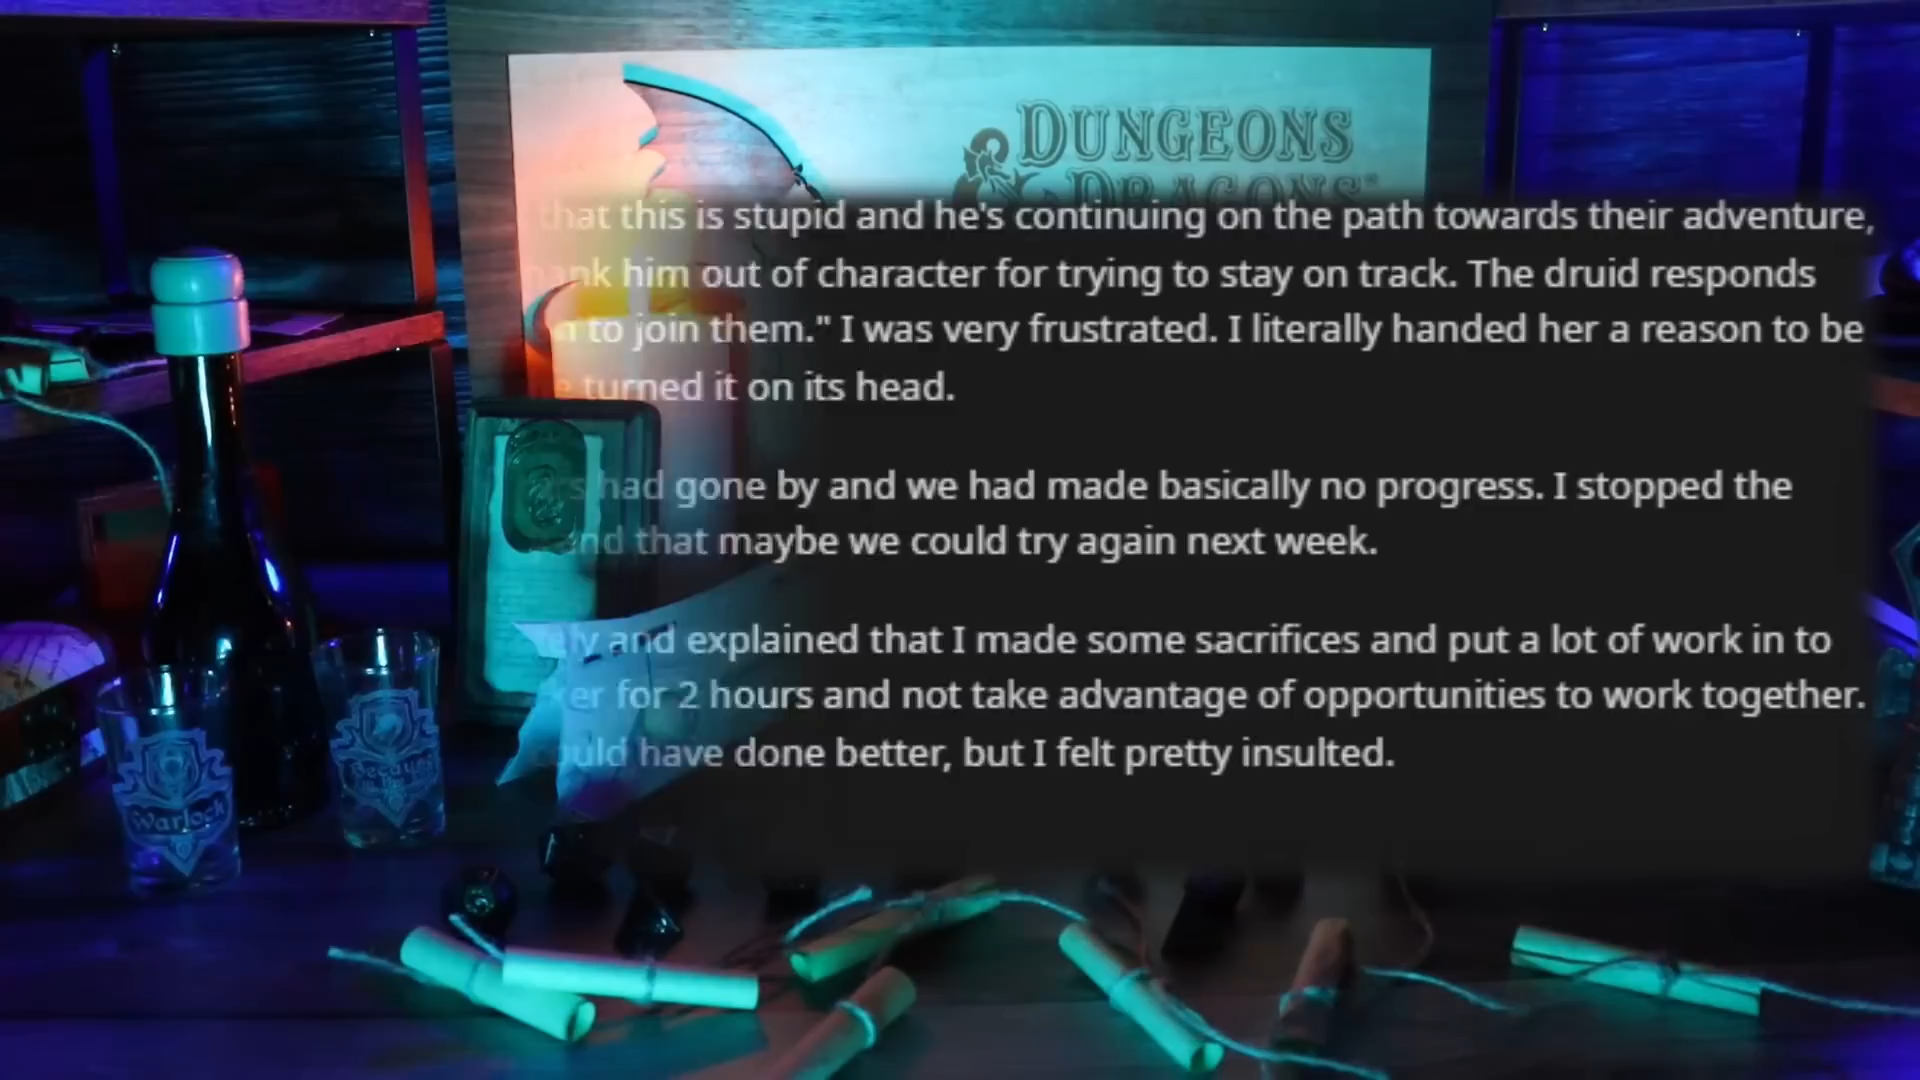 DUNGEONS
& DRAGONS
that this is stupid and he's continuing on the path towards their adventure,
him out of character for trying to stay on track. The druid responds
to join them." I was very frustrated. I literally handed her a reason to be
turned it on its head.
had gone by and we had made basically no progress. I stopped the
and that maybe we could try again next week.
and explained that I made some sacrifices and put a lot of work in to
for 2 hours and not take advantage of opportunities to work together.
have done better, but I felt pretty insulted.
Warlock